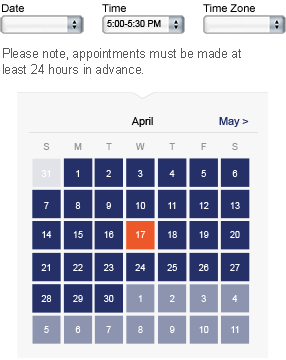 Date Time Time Zone
5:00-5:30 PM
Please note, appointments must be made at
least 24 hours in advance.
April May >
S M T W T F S
31 1 2 3 4 5 6
7 8 9 10 11 12 13
14 15 16 17 18 19 20
21 22 23 24 25 26 27
28 29 30 1 2 3 4
5 6 7 8 9 10 11